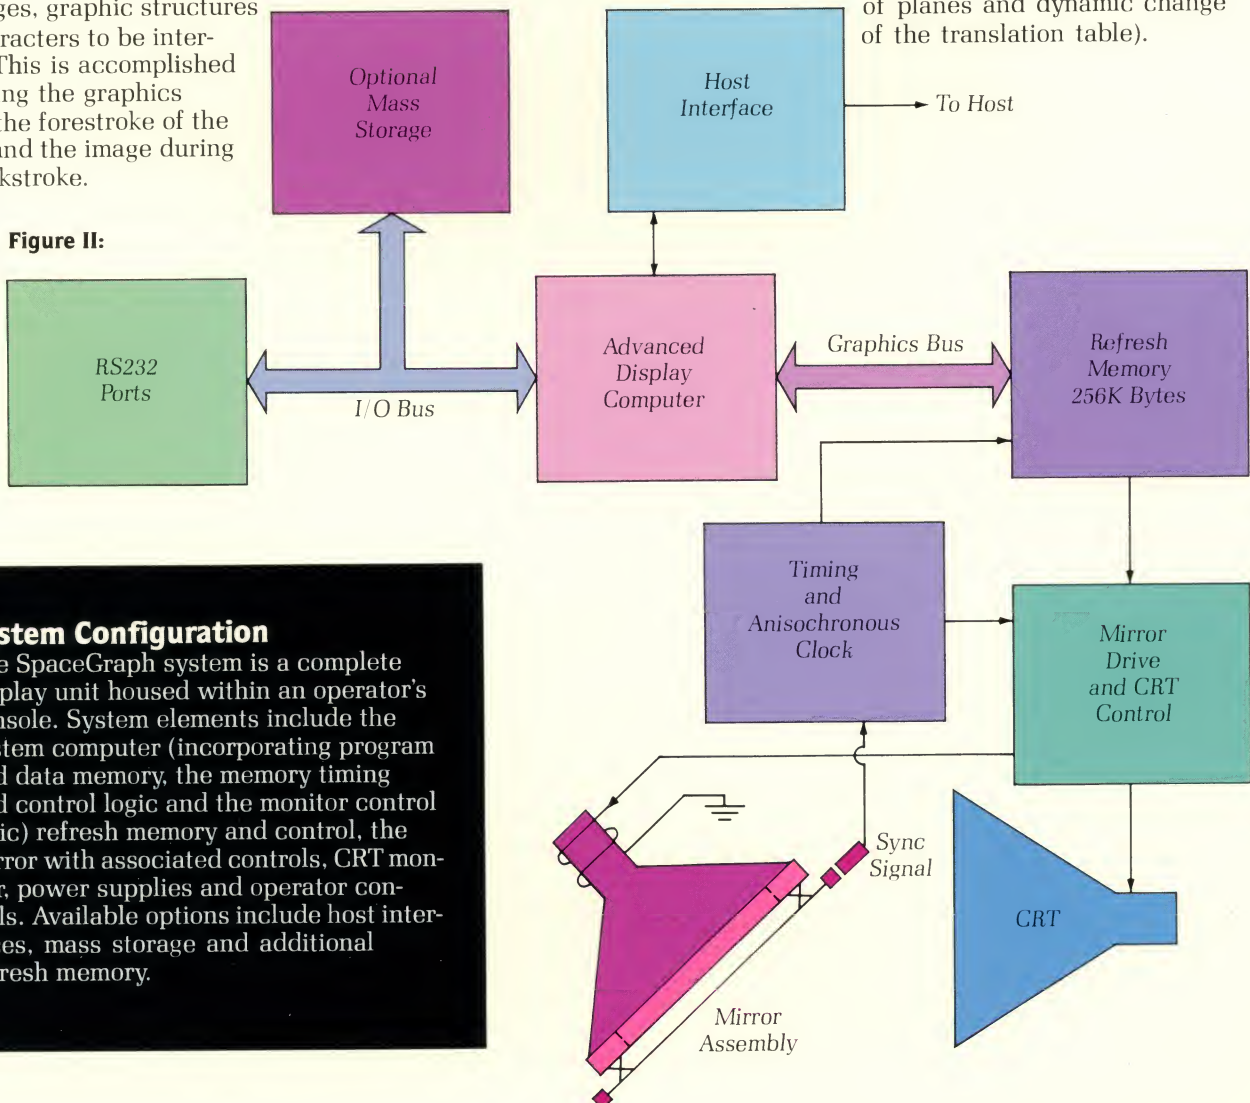 ges, graphic structures
racters to be inter-
This is accomplished
ng the graphics
the forestroke of the
and the image during
kstroke.
of planes and dynamic change
of the translation table).
Optional
Mass
Storage
Host
Interface
To Host
Figure II:
RS232
Ports
I/O Bus
Advanced
Display
Computer
Graphics Bus
Refresh
Memory
256K Bytes
Timing
and
Anisochronous
Clock
Mirror
Drive
and CRT
Control
Sync
Signal
CRT
Mirror
Assembly
stem Configuration
e SpaceGraph system is a complete
play unit housed within an operator's
nsole. System elements include the
stem computer (incorporating program
d data memory, the memory timing
d control logic and the monitor control
ic) refresh memory and control, the
rror with associated controls, CRT mon-
r, power supplies and operator con-
ls. Available options include host inter-
ces, mass storage and additional
fresh memory.